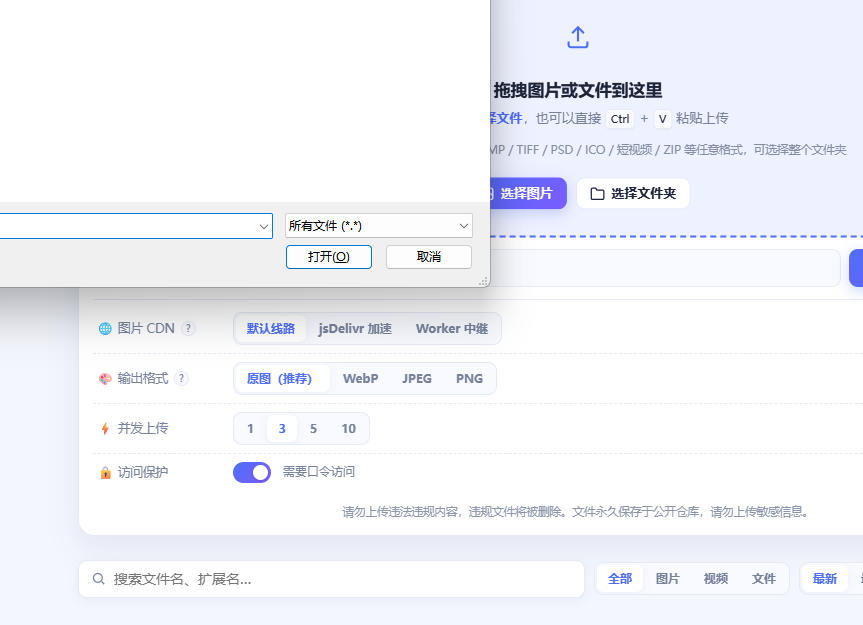 拖拽图片或文件到这里
择文件，也可以直接 Ctrl + V 粘贴上传
MP / TIFF / PSD / ICO / 短视频 / ZIP 等任意格式，可选择整个文件夹
选择图片 选择文件夹
所有文件 (*.*)
打开(O) 取消
图片 CDN ? 默认线路 jsDelivr 加速 Worker 中继
输出格式 ? 原图（推荐） WebP JPEG PNG
并发上传 1 3 5 10
访问保护 需要口令访问
请勿上传违法违规内容，违规文件将被删除。文件永久保存于公开仓库，请勿上传敏感信息。
搜索文件名、扩展名... 全部 图片 视频 文件 最新